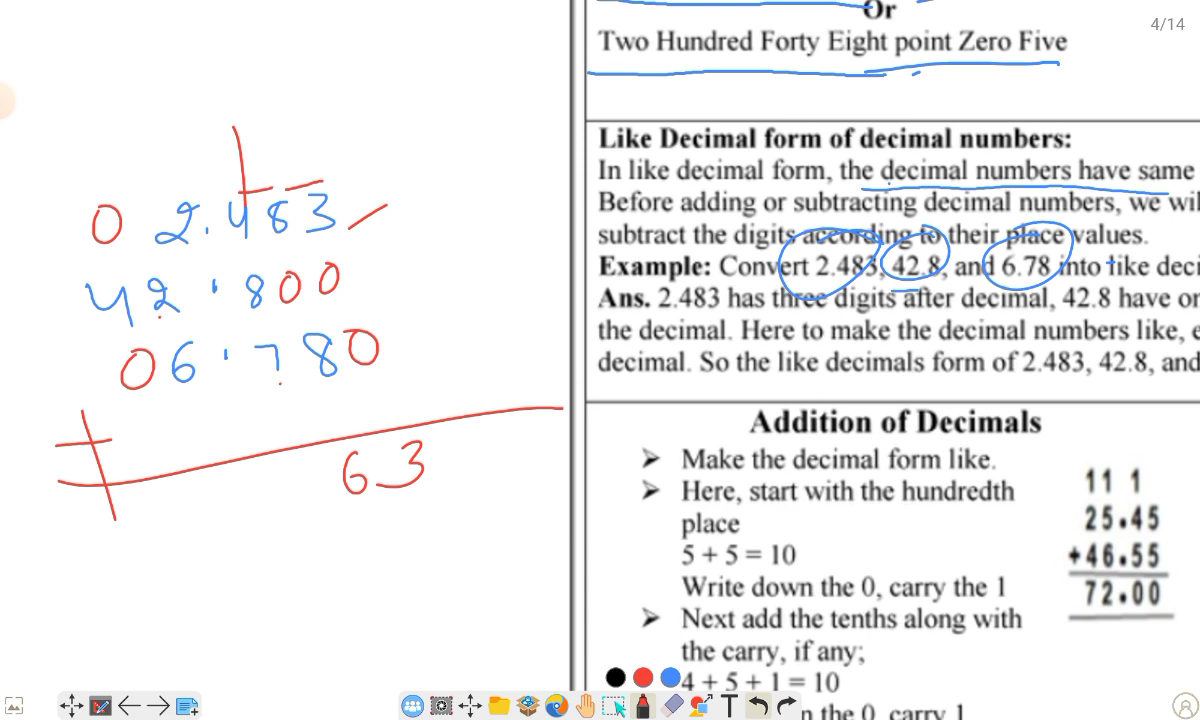 4/14
Or
Two Hundred Forty Eight point Zero Five
Like Decimal form of decimal numbers:
In like decimal form, the decimal numbers have same
Before adding or subtracting decimal numbers, we wil
subtract the digits according to their place values.
Example: Convert 2.483, 42.8, and 6.78 into like deci
Ans. 2.483 has three digits after decimal, 42.8 have or
the decimal. Here to make the decimal numbers like, e
decimal. So the like decimals form of 2.483, 42.8, and
02.483
42.800
06.780
+
63
Addition of Decimals
➤ Make the decimal form like.
➤ Here, start with the hundredth
place
5 + 5 = 10
Write down the 0, carry the 1
➤ Next add the tenths along with
the carry, if any;
4 + 5 + 1 = 10
n the 0, carry 1
11 1
25.45
+46.55
72.00
T